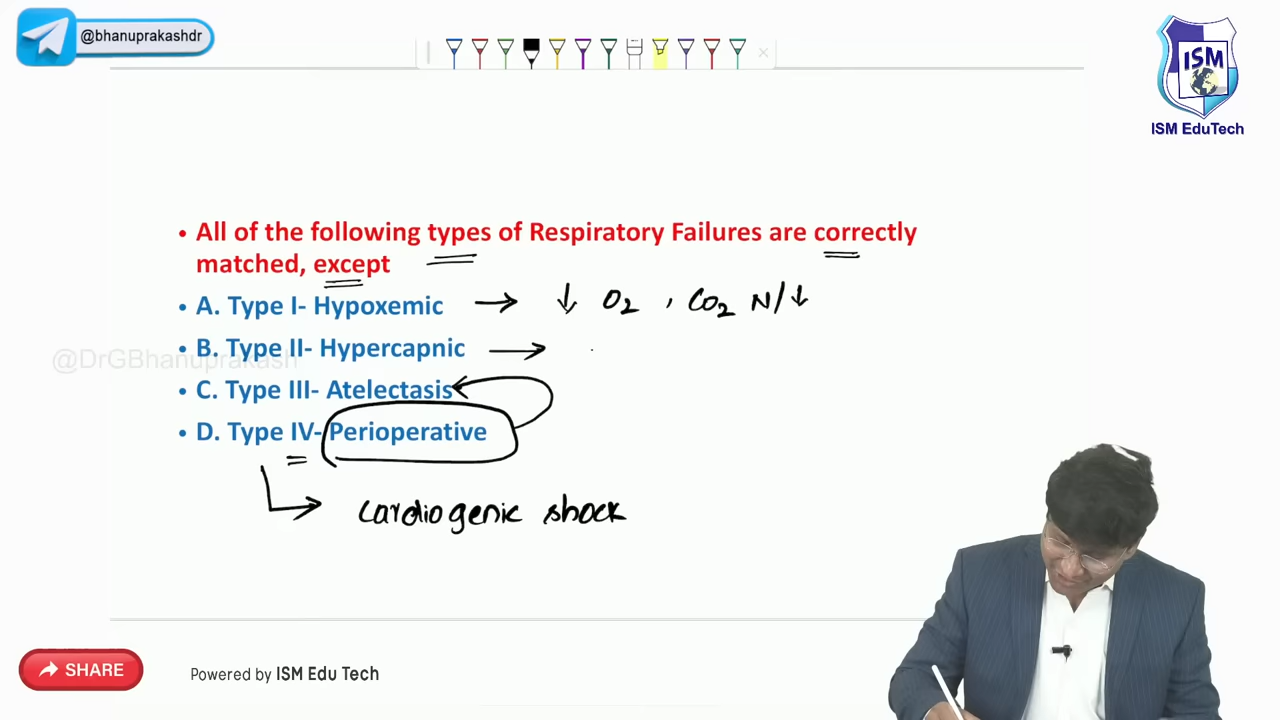 @bhanuprakashdr
ISM
ISM EduTech
• All of the following types of Respiratory Failures are correctly
matched, except
• A. Type I- Hypoxemic → ↓ O2 , CO2 N/↓
• B. Type II- Hypercapnic →
@DrGBhanuprakash
• C. Type III- Atelectasis
• D. Type IV- Perioperative
cardiogenic shock
SHARE
Powered by ISM Edu Tech